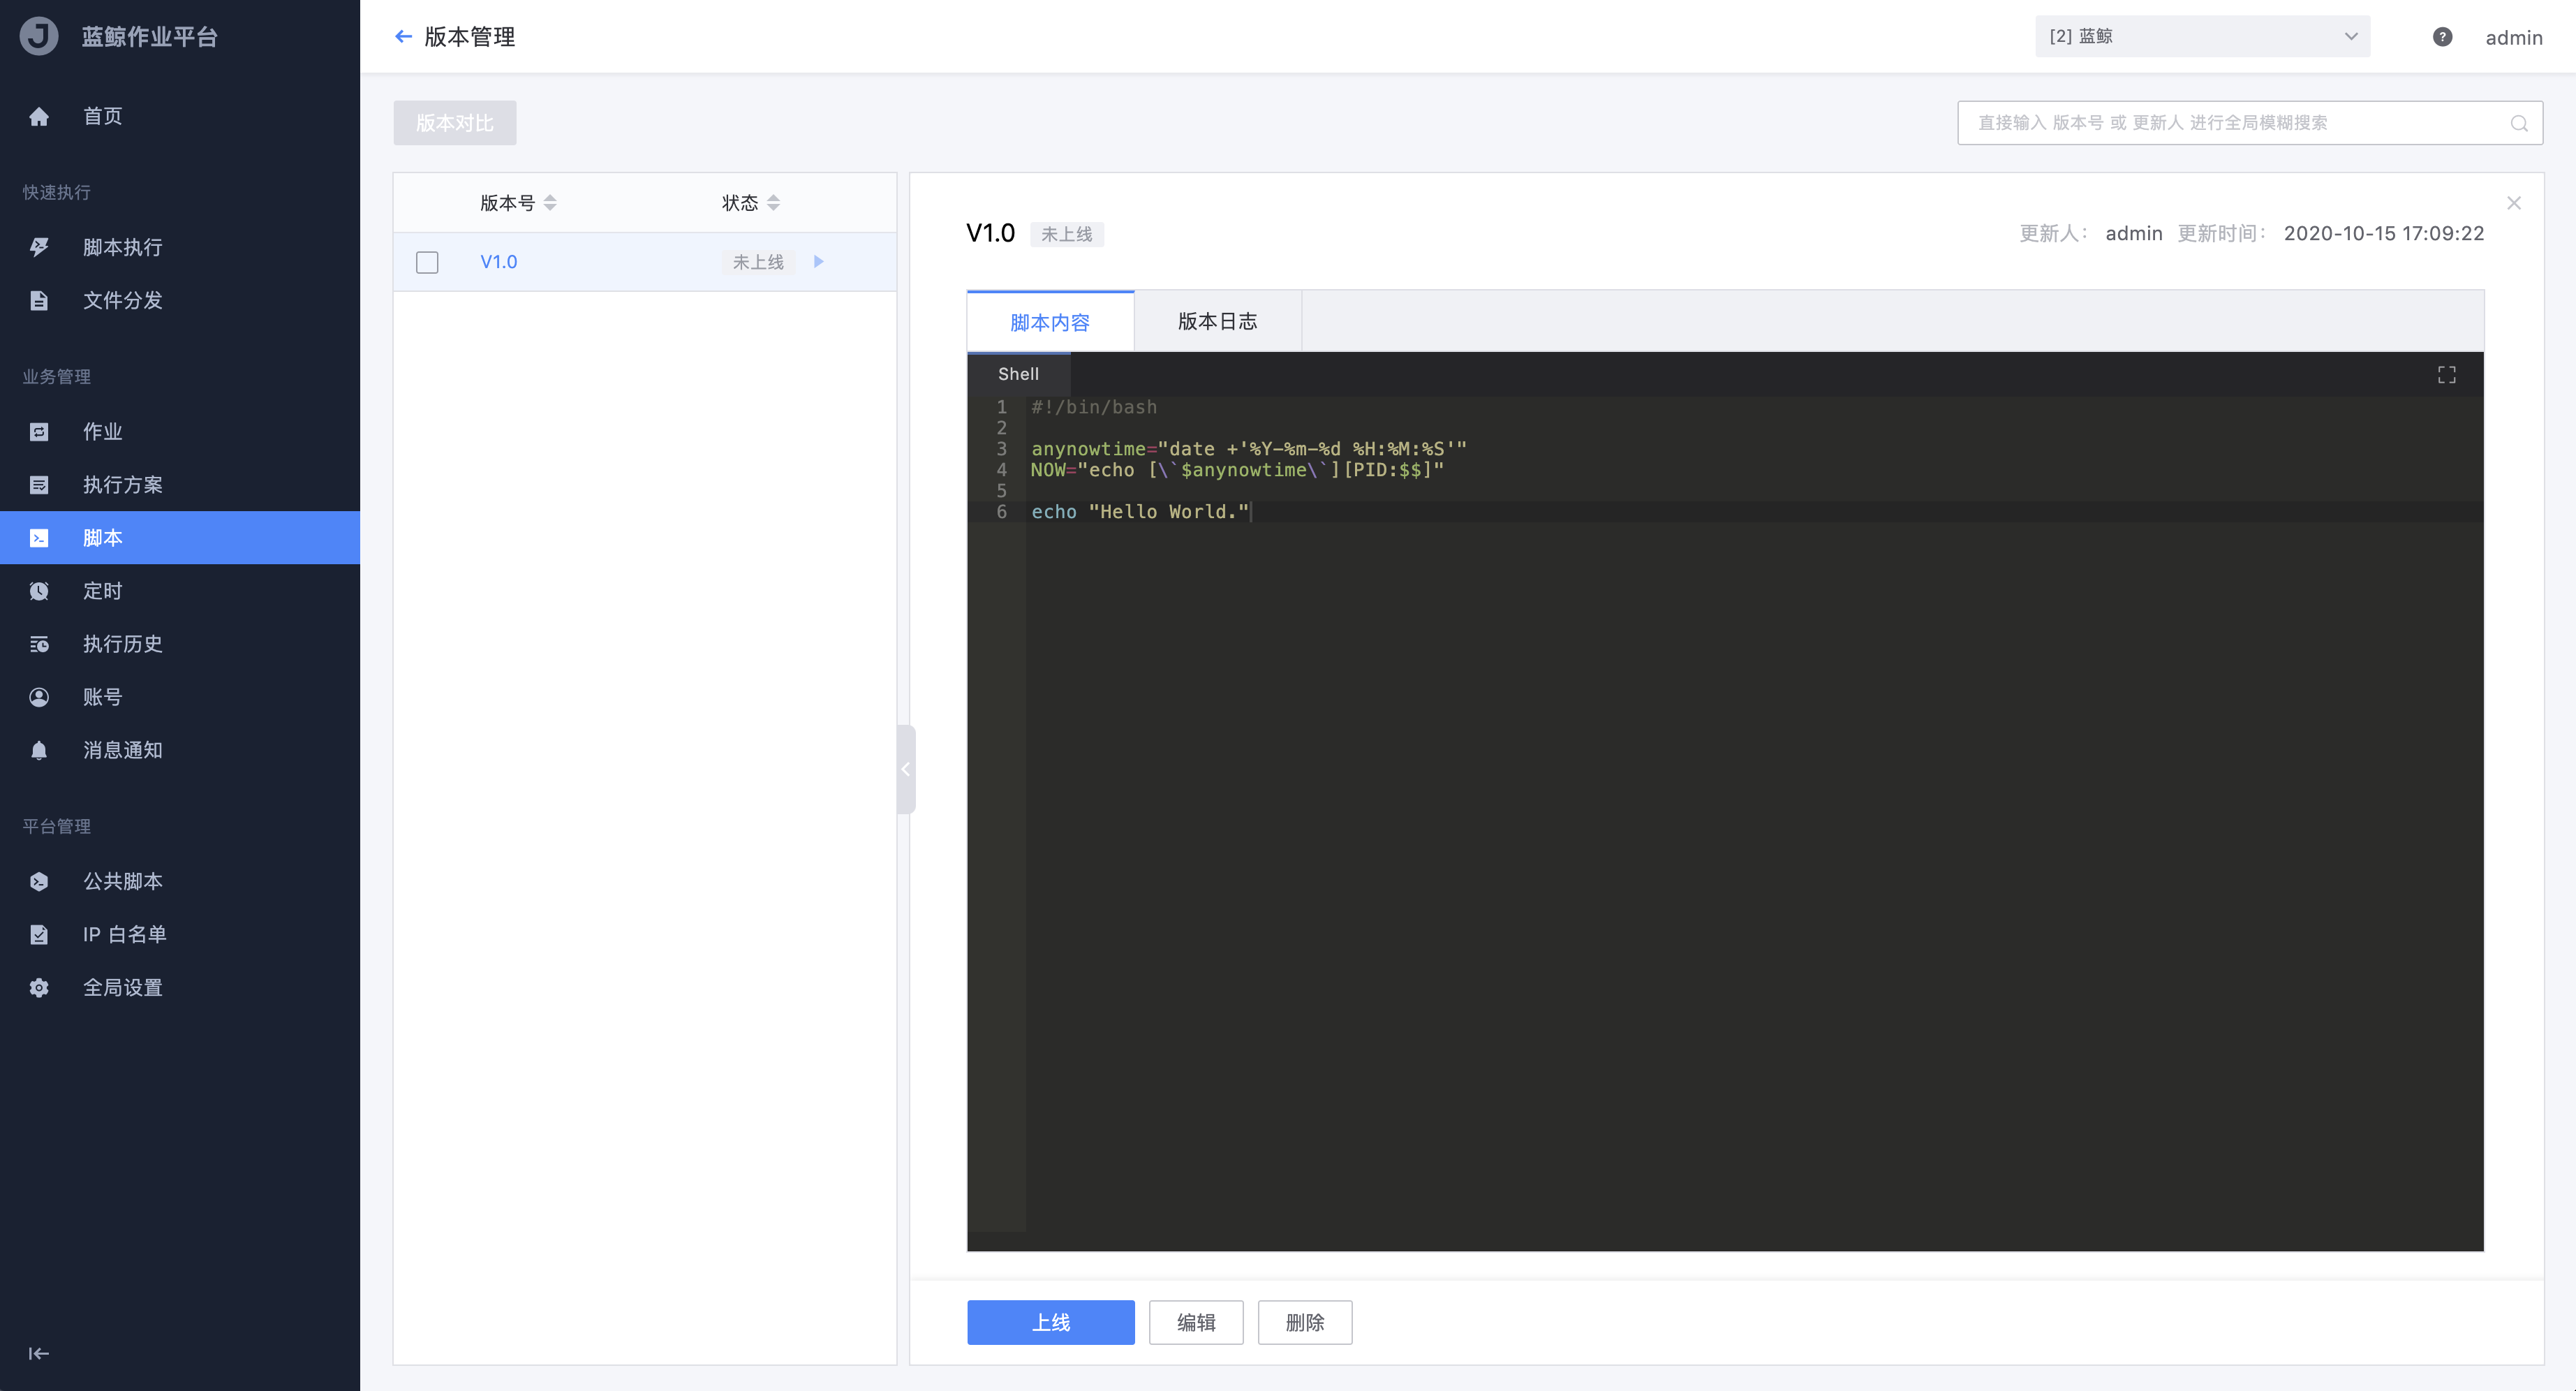 蓝鲸作业平台
首页
快速执行
脚本执行
文件分发
业务管理
作业
执行方案
脚本
定时
执行历史
账号
消息通知
平台管理
公共脚本
IP 白名单
全局设置
版本管理
[2] 蓝鲸
admin
版本对比
直接输入 版本号 或 更新人 进行全局模糊搜索
版本号 状态
V1.0 未上线
V1.0 未上线
更新人： admin 更新时间： 2020-10-15 17:09:22
脚本内容 版本日志
Shell
1 #!/bin/bash
2
3 anynowtime="date +'%Y-%m-%d %H:%M:%S'"
4 NOW="echo [\`$anynowtime\`][PID:$$]"
5
6 echo "Hello World."
上线 编辑 删除